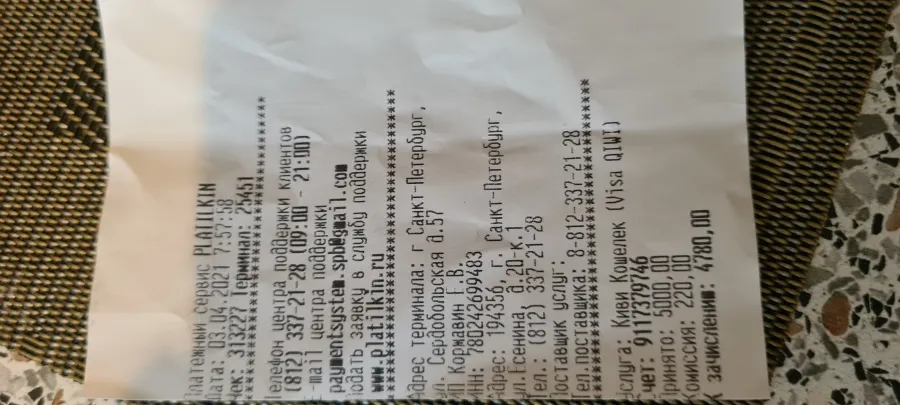 Платежный сервис PLATILKIN
Дата: 03.04.2021 7:57:58
Чек: 313227 Терминал: 25451
******************************
Телефон центра поддержки клиентов
(812) 337-21-28 (09:00 - 21:00)
E-mail центра поддержки
paymentsystem.spb@gmail.com
Подать заявку в службу поддержки
www.platilkin.ru
******************************
Адрес терминала: г Санкт-Петербург,
ул. Сердобольская д.57
ИП Коржавин Г.В.
ИНН: 780242699483
Адрес: 194356, г. Санкт-Петербург,
ул.Есенина, д.20-к.1
Тел.: (812) 337-21-28
Поставщик услуг:
Тел.поставщика: 8-812-337-21-28
******************************
Услуга: Киви Кошелек (Visa QIWI)
Счет: 9117379746
Принято: 5000,00
Комиссия: 220,00
К зачислению: 4780,00